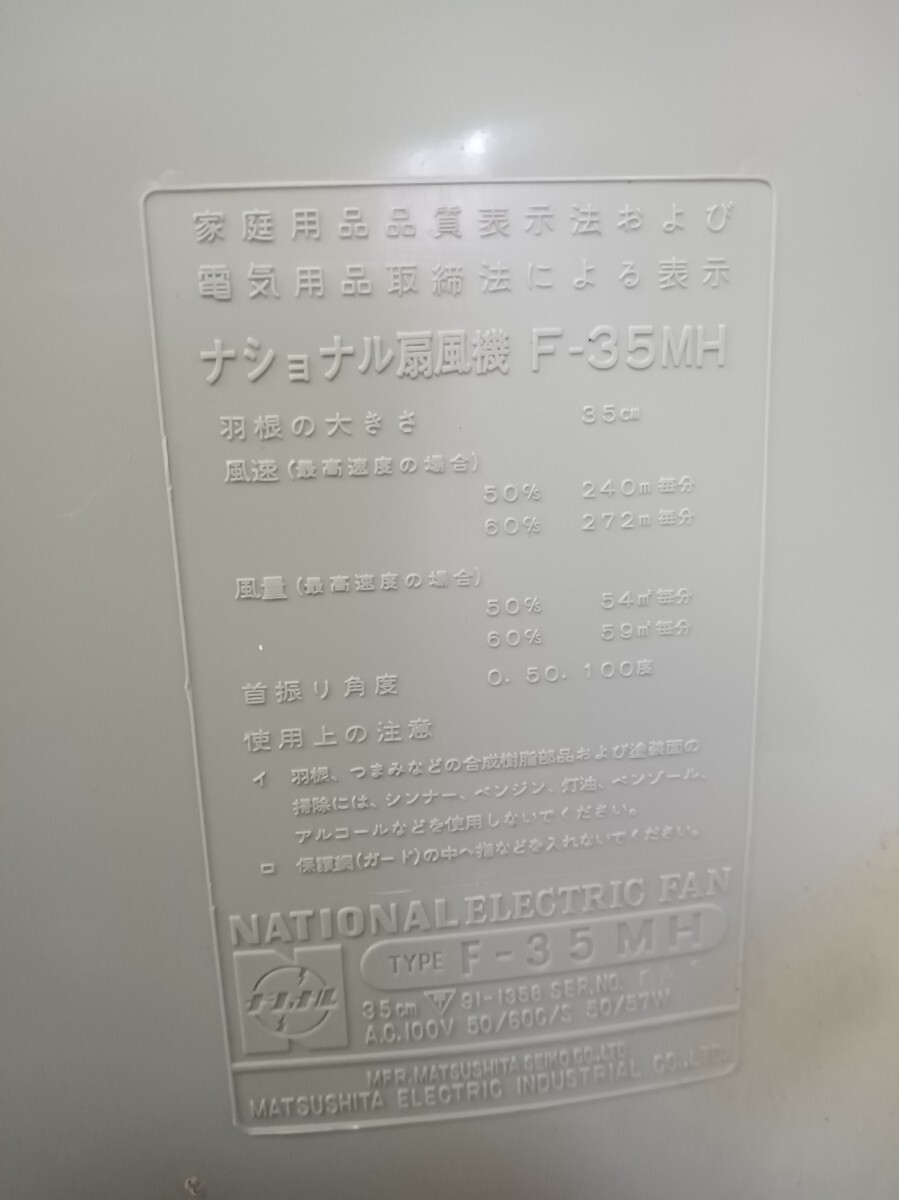 家庭用品品質表示法および
電気用品取締法による表示
ナショナル扇風機 F-35MH
羽根の大きさ 35cm
風速(最高速度の場合)
50㎐ 240m毎分
60㎐ 272m毎分
風量(最高速度の場合)
50㎐ 54㎥毎分
60㎐ 59㎥毎分
首振り角度 0.50.100度
使用上の注意
イ 羽根、つまみなどの合成樹脂部品および塗装面の
掃除には、シンナー、ベンジン、灯油、ベンゾール、
アルコールなどを使用しないでください。
ロ 保護網(ガード)の中へ指などを入れないでください。
NATIONAL ELECTRIC FAN
TYPE F-35MH
ナショナル
35cm 91-1358 SER.NO.
A.C.100V 50/60C/S 50/57W
MFR.MATSUSHITA SEIKO CO.,LTD.
MATSUSHITA ELECTRIC INDUSTRIAL CO.,LTD.